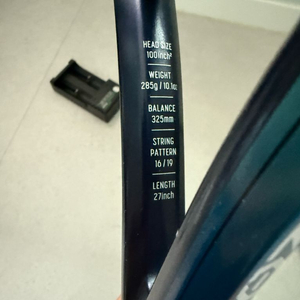 HEAD SIZE
100inch²
WEIGHT
285g / 10.1oz
BALANCE
325mm
STRING
PATTERN
16 / 19
LENGTH
27inch